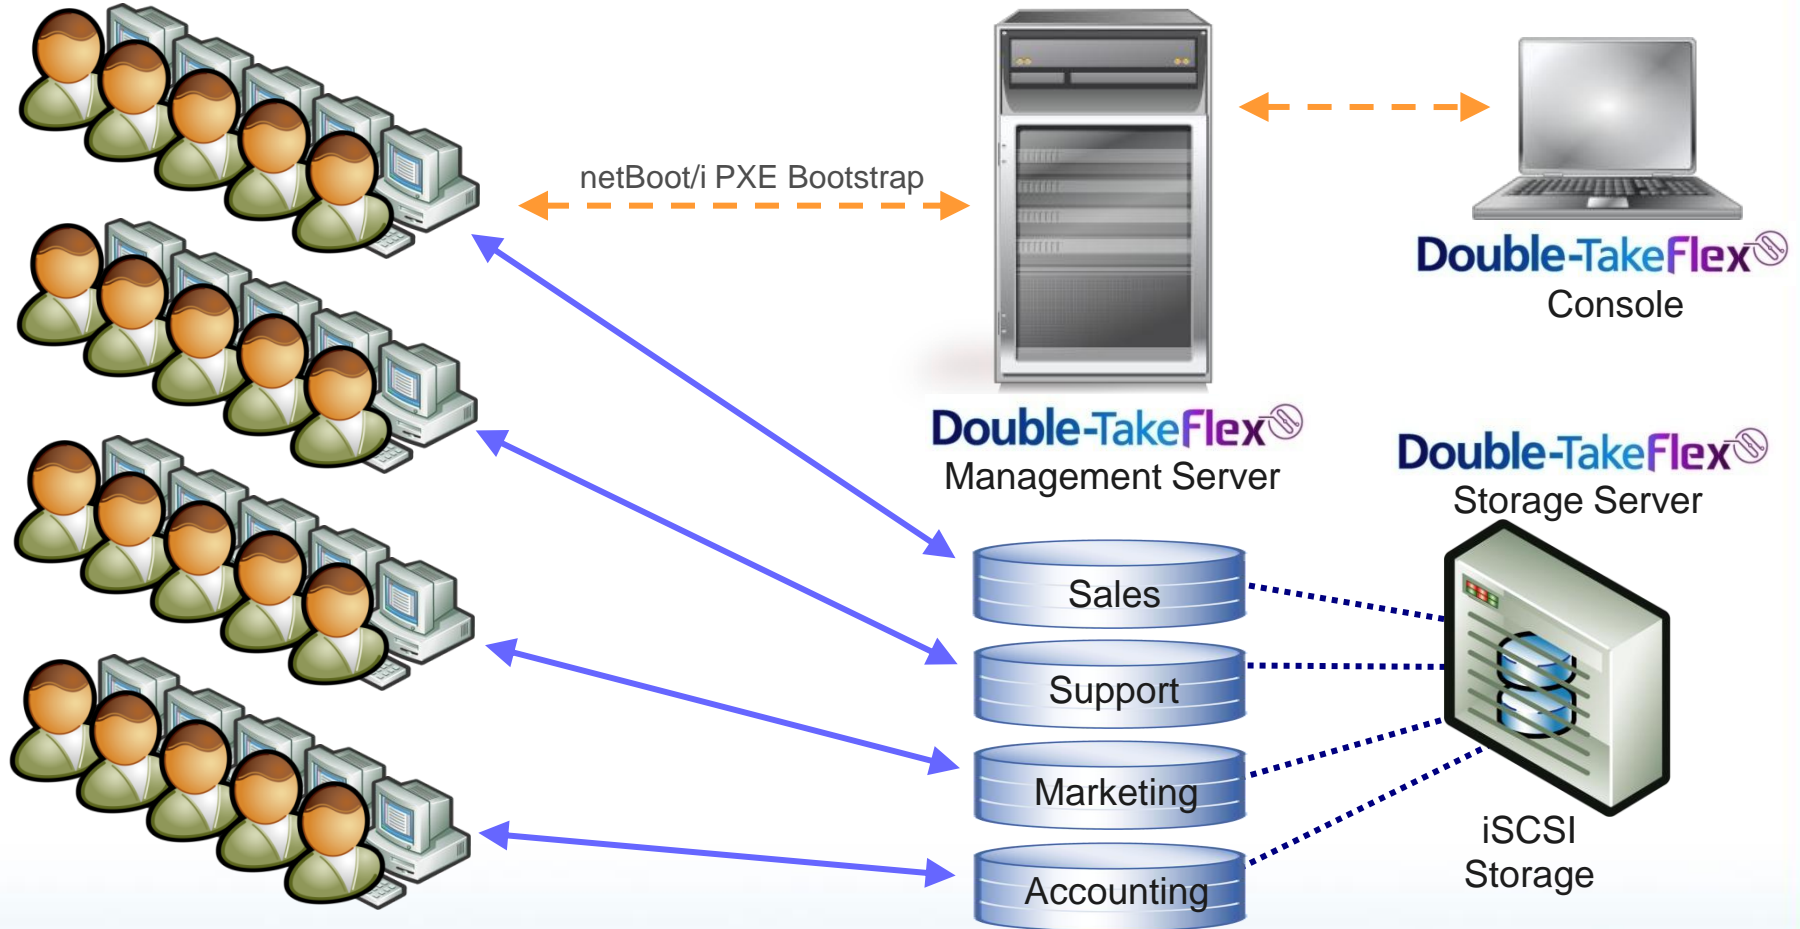 netBoot/i PXE Bootstrap
Double-TakeFlex
Console
Double-TakeFlex
Management Server
Double-TakeFlex
Storage Server
Sales
Support
Marketing
Accounting
iSCSI
Storage